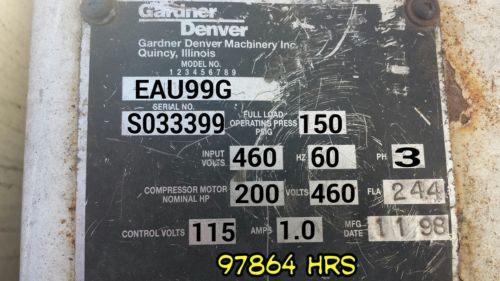 Gardner
Denver
Gardner Denver Machinery Inc.
Quincy, Illinois
MODEL NO.
1 2 3 4 5 6 7 8 9
EAU99G
SERIAL NO.
S033399
FULL LOAD
OPERATING PRESS
PSIG
150
INPUT
VOLTS
460
HZ
60
PH
3
COMPRESSOR MOTOR
NOMINAL HP
200
VOLTS
460
FLA
244
CONTROL VOLTS
115
AMPS
1.0
MFG
DATE
11 98
97864 HRS